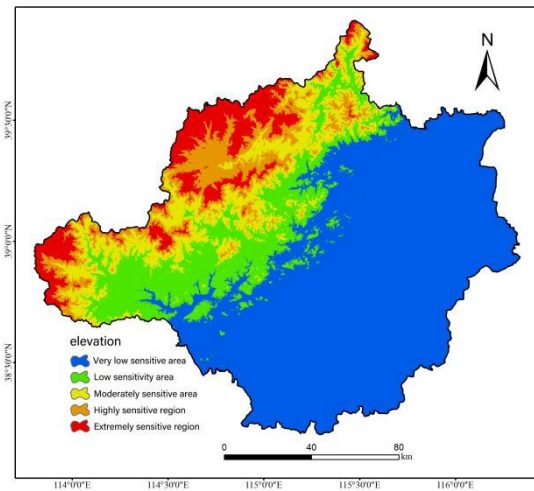 N
39°30'0"N
39°0'0"N
38°30'0"N
elevation
Very low sensitive area
Low sensitivity area
Moderately sensitive area
Highly sensitive region
Extremely sensitive region
0 40 80
km
114°0'0"E 114°30'0"E 115°0'0"E 115°30'0"E 116°0'0"E